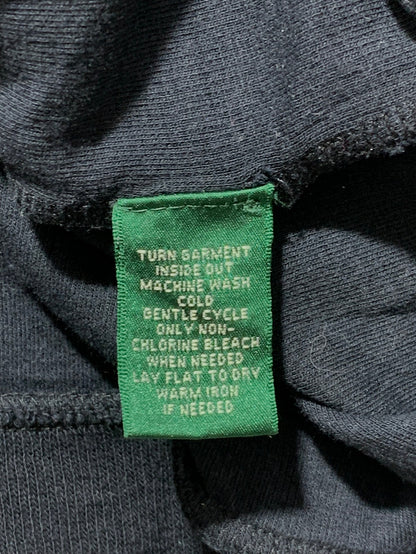 TURN GARMENT
INSIDE OUT
MACHINE WASH
COLD
GENTLE CYCLE
ONLY NON-
CHLORINE BLEACH
WHEN NEEDED
LAY FLAT TO DRY
WARM IRON
IF NEEDED